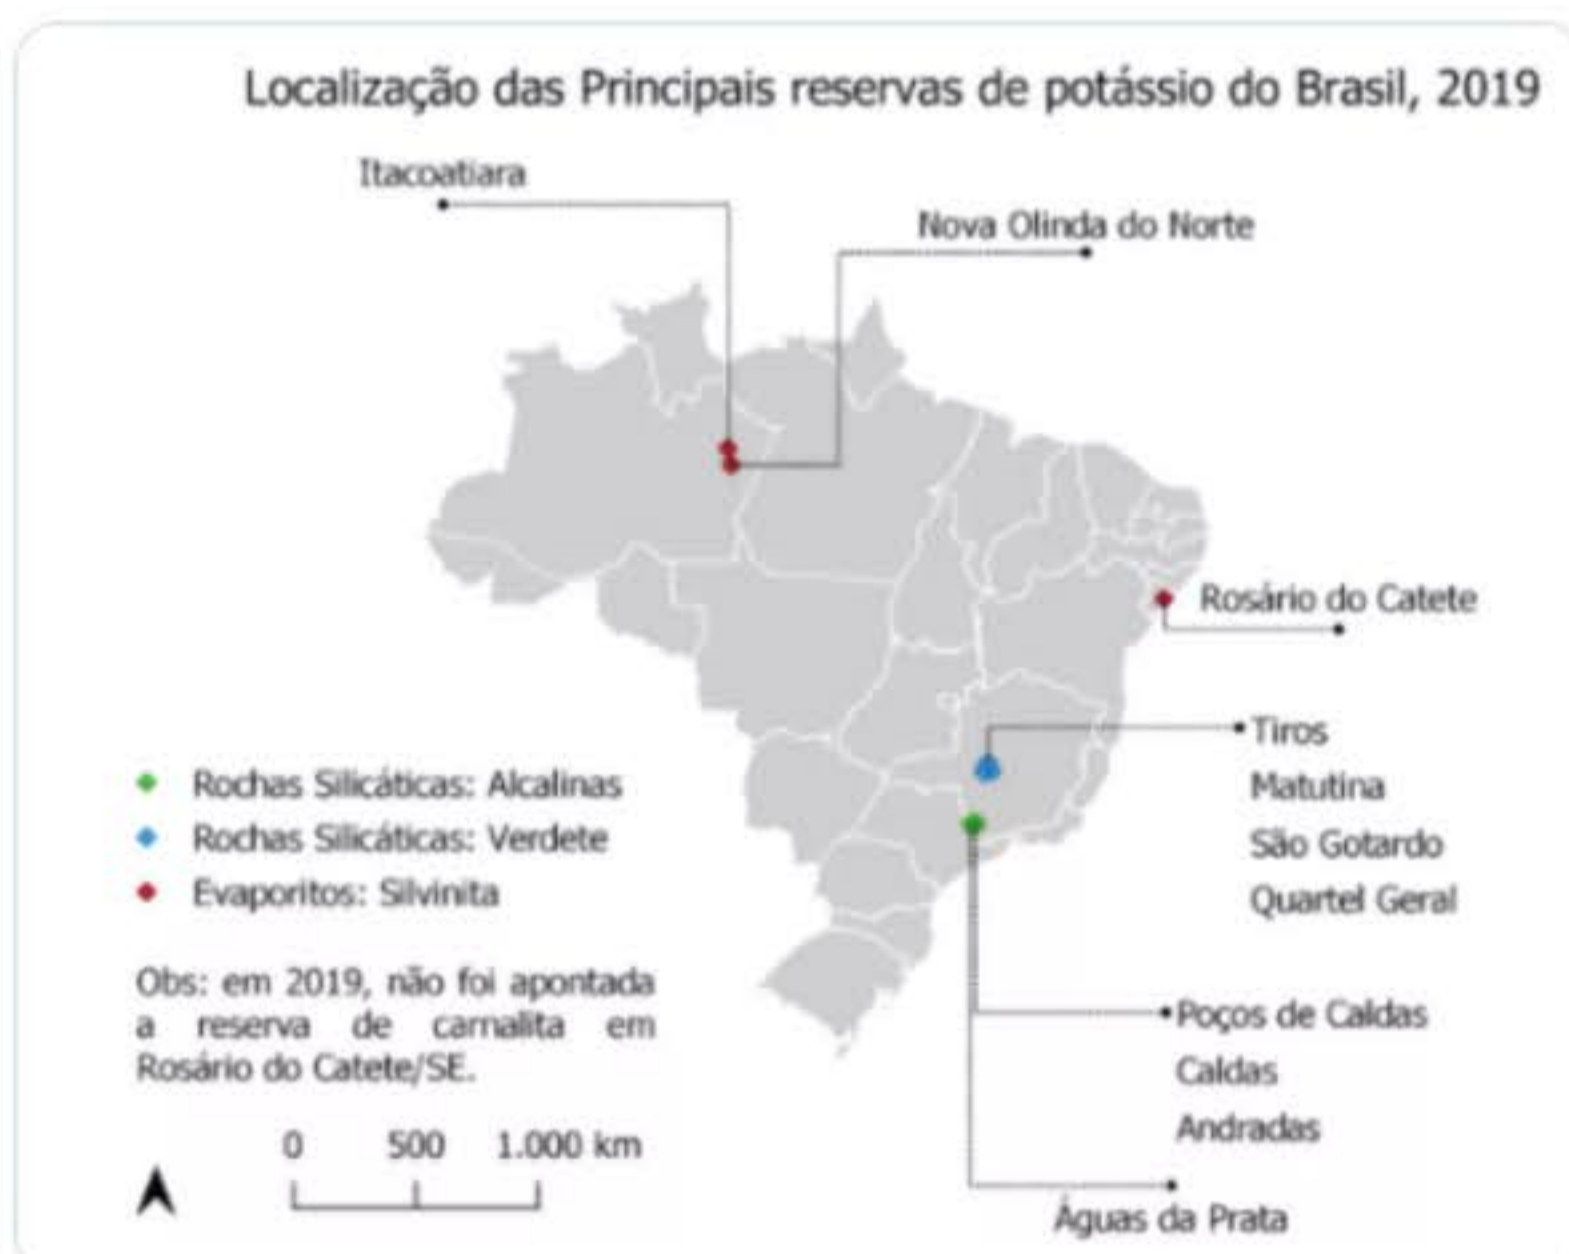 Localização das Principais reservas de potássio do Brasil, 2019
Itacoatiara
Nova Olinda do Norte
Rosário do Catete
Tiros
Matutina
São Gotardo
Quartel Geral
Rochas Silicáticas: Alcalinas
Rochas Silicáticas: Verdete
Evaporitos: Silvinita
Obs: em 2019, não foi apontada
a reserva de carnalita em
Rosário do Catete/SE.
0 500 1.000 km
Poços de Caldas
Caldas
Andradas
Águas da Prata